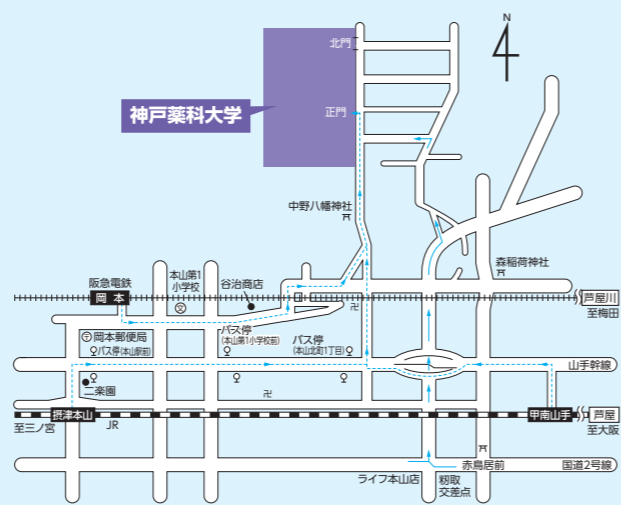 N
北門
神戸薬科大学
正門
中野八幡神社
森稲荷神社
阪急電鉄
岡本
本山第1
小学校
文
谷治商店
芦屋川
至梅田
〒岡本郵便局
バス停(本山駅前)
バス停
(本山第1小学校前)
バス停
(本山北町1丁目)
山手幹線
二楽園
摂津本山
至三ノ宮
JR
甲南山手
芦屋
至大阪
赤鳥居前
国道2号線
ライフ本山店
籾取
交差点